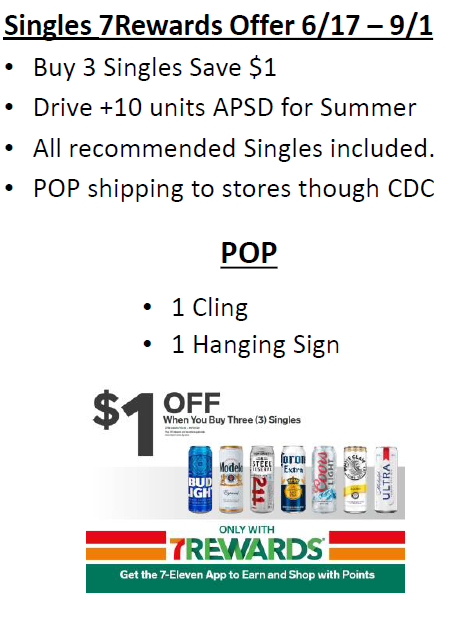 Singles 7Rewards Offer 6/17 – 9/1
• Buy 3 Singles Save $1
• Drive +10 units APSD for Summer
• All recommended Singles included.
• POP shipping to stores though CDC
POP
• 1 Cling
• 1 Hanging Sign
$1 OFF
When You Buy Three (3) Singles
BUD LIGHT
Modelo
Especial
STEEL RESERVE
211
Corona
Extra
Coors LIGHT
WHITE CLAW
ULTRA
ONLY WITH
7REWARDS
Get the 7-Eleven App to Earn and Shop with Points